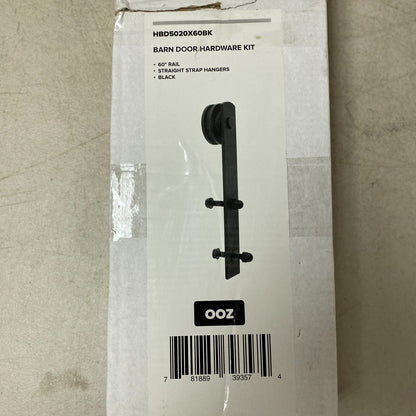 HBD5020X60BK
BARN DOOR HARDWARE KIT
• 60" RAIL
• STRAIGHT STRAP HANGERS
• BLACK
OOZ
7 81889 39357 4